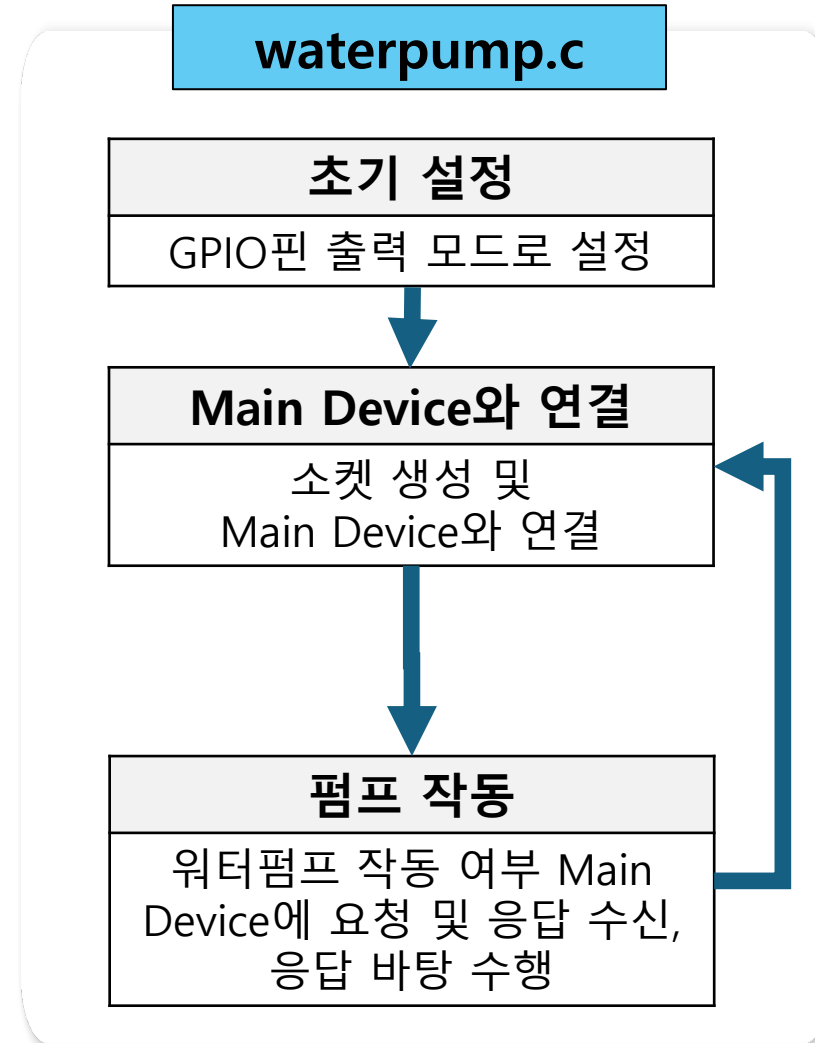 waterpump.c
초기 설정
GPIO핀 출력 모드로 설정
Main Device와 연결
소켓 생성 및
Main Device와 연결
펌프 작동
워터펌프 작동 여부 Main
Device에 요청 및 응답 수신,
응답 바탕 수행